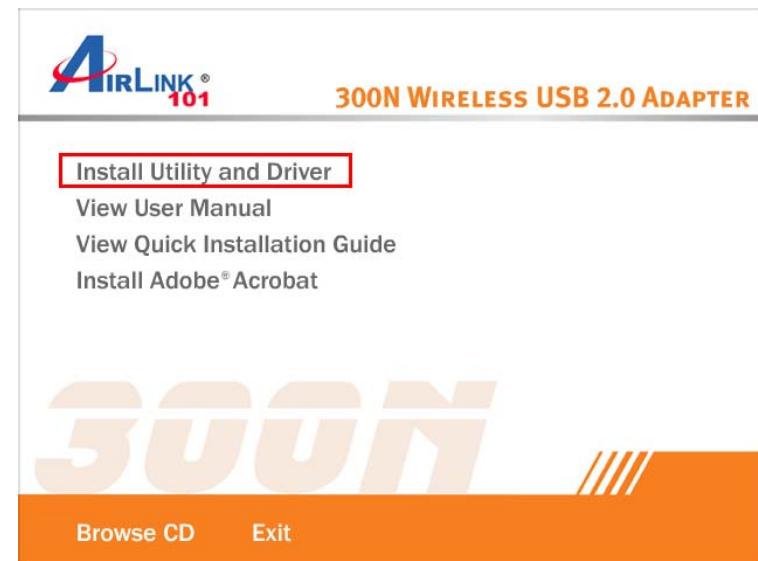 AIRLINK®
101
300N WIRELESS USB 2.0 ADAPTER
Install Utility and Driver
View User Manual
View Quick Installation Guide
Install Adobe® Acrobat
300N
Browse CD Exit